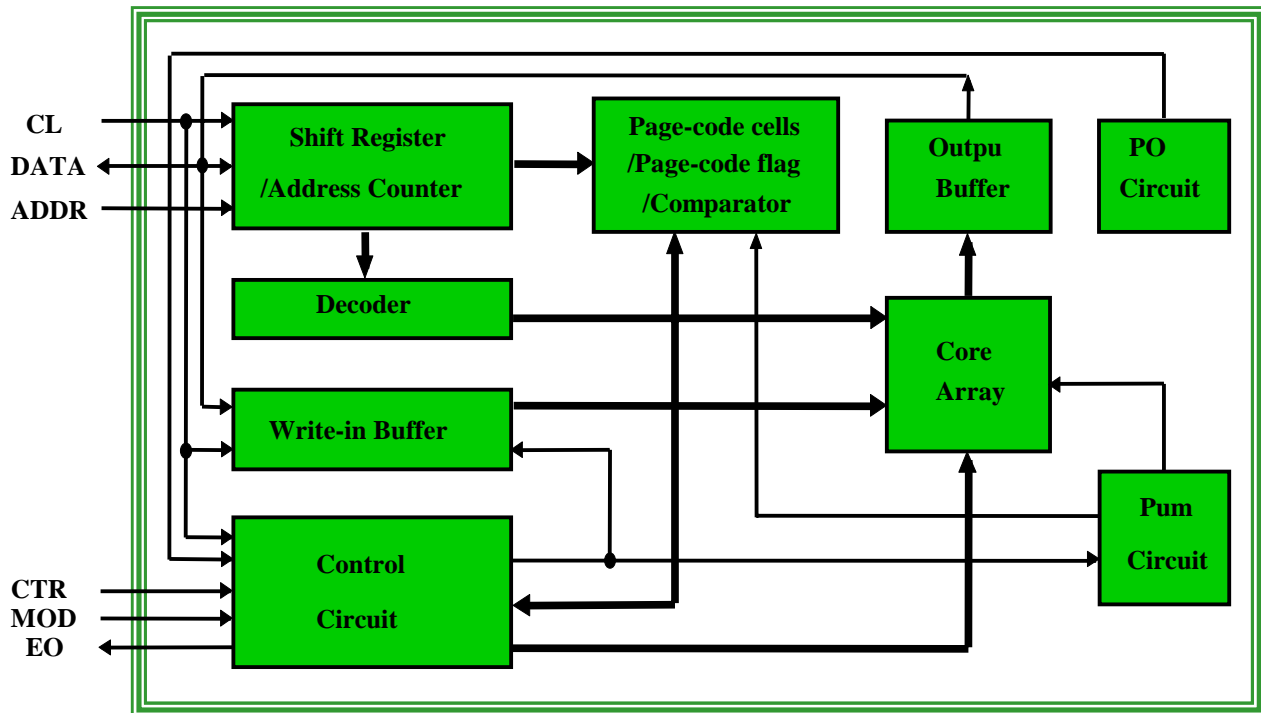 CL
DATA
ADDR
Shift Register
/Address Counter
Page-code cells
/Page-code flag
/Comparator
Outpu
Buffer
PO
Circuit
Decoder
Core
Array
Write-in Buffer
Pum
Circuit
Control
Circuit
CTR
MOD
EO